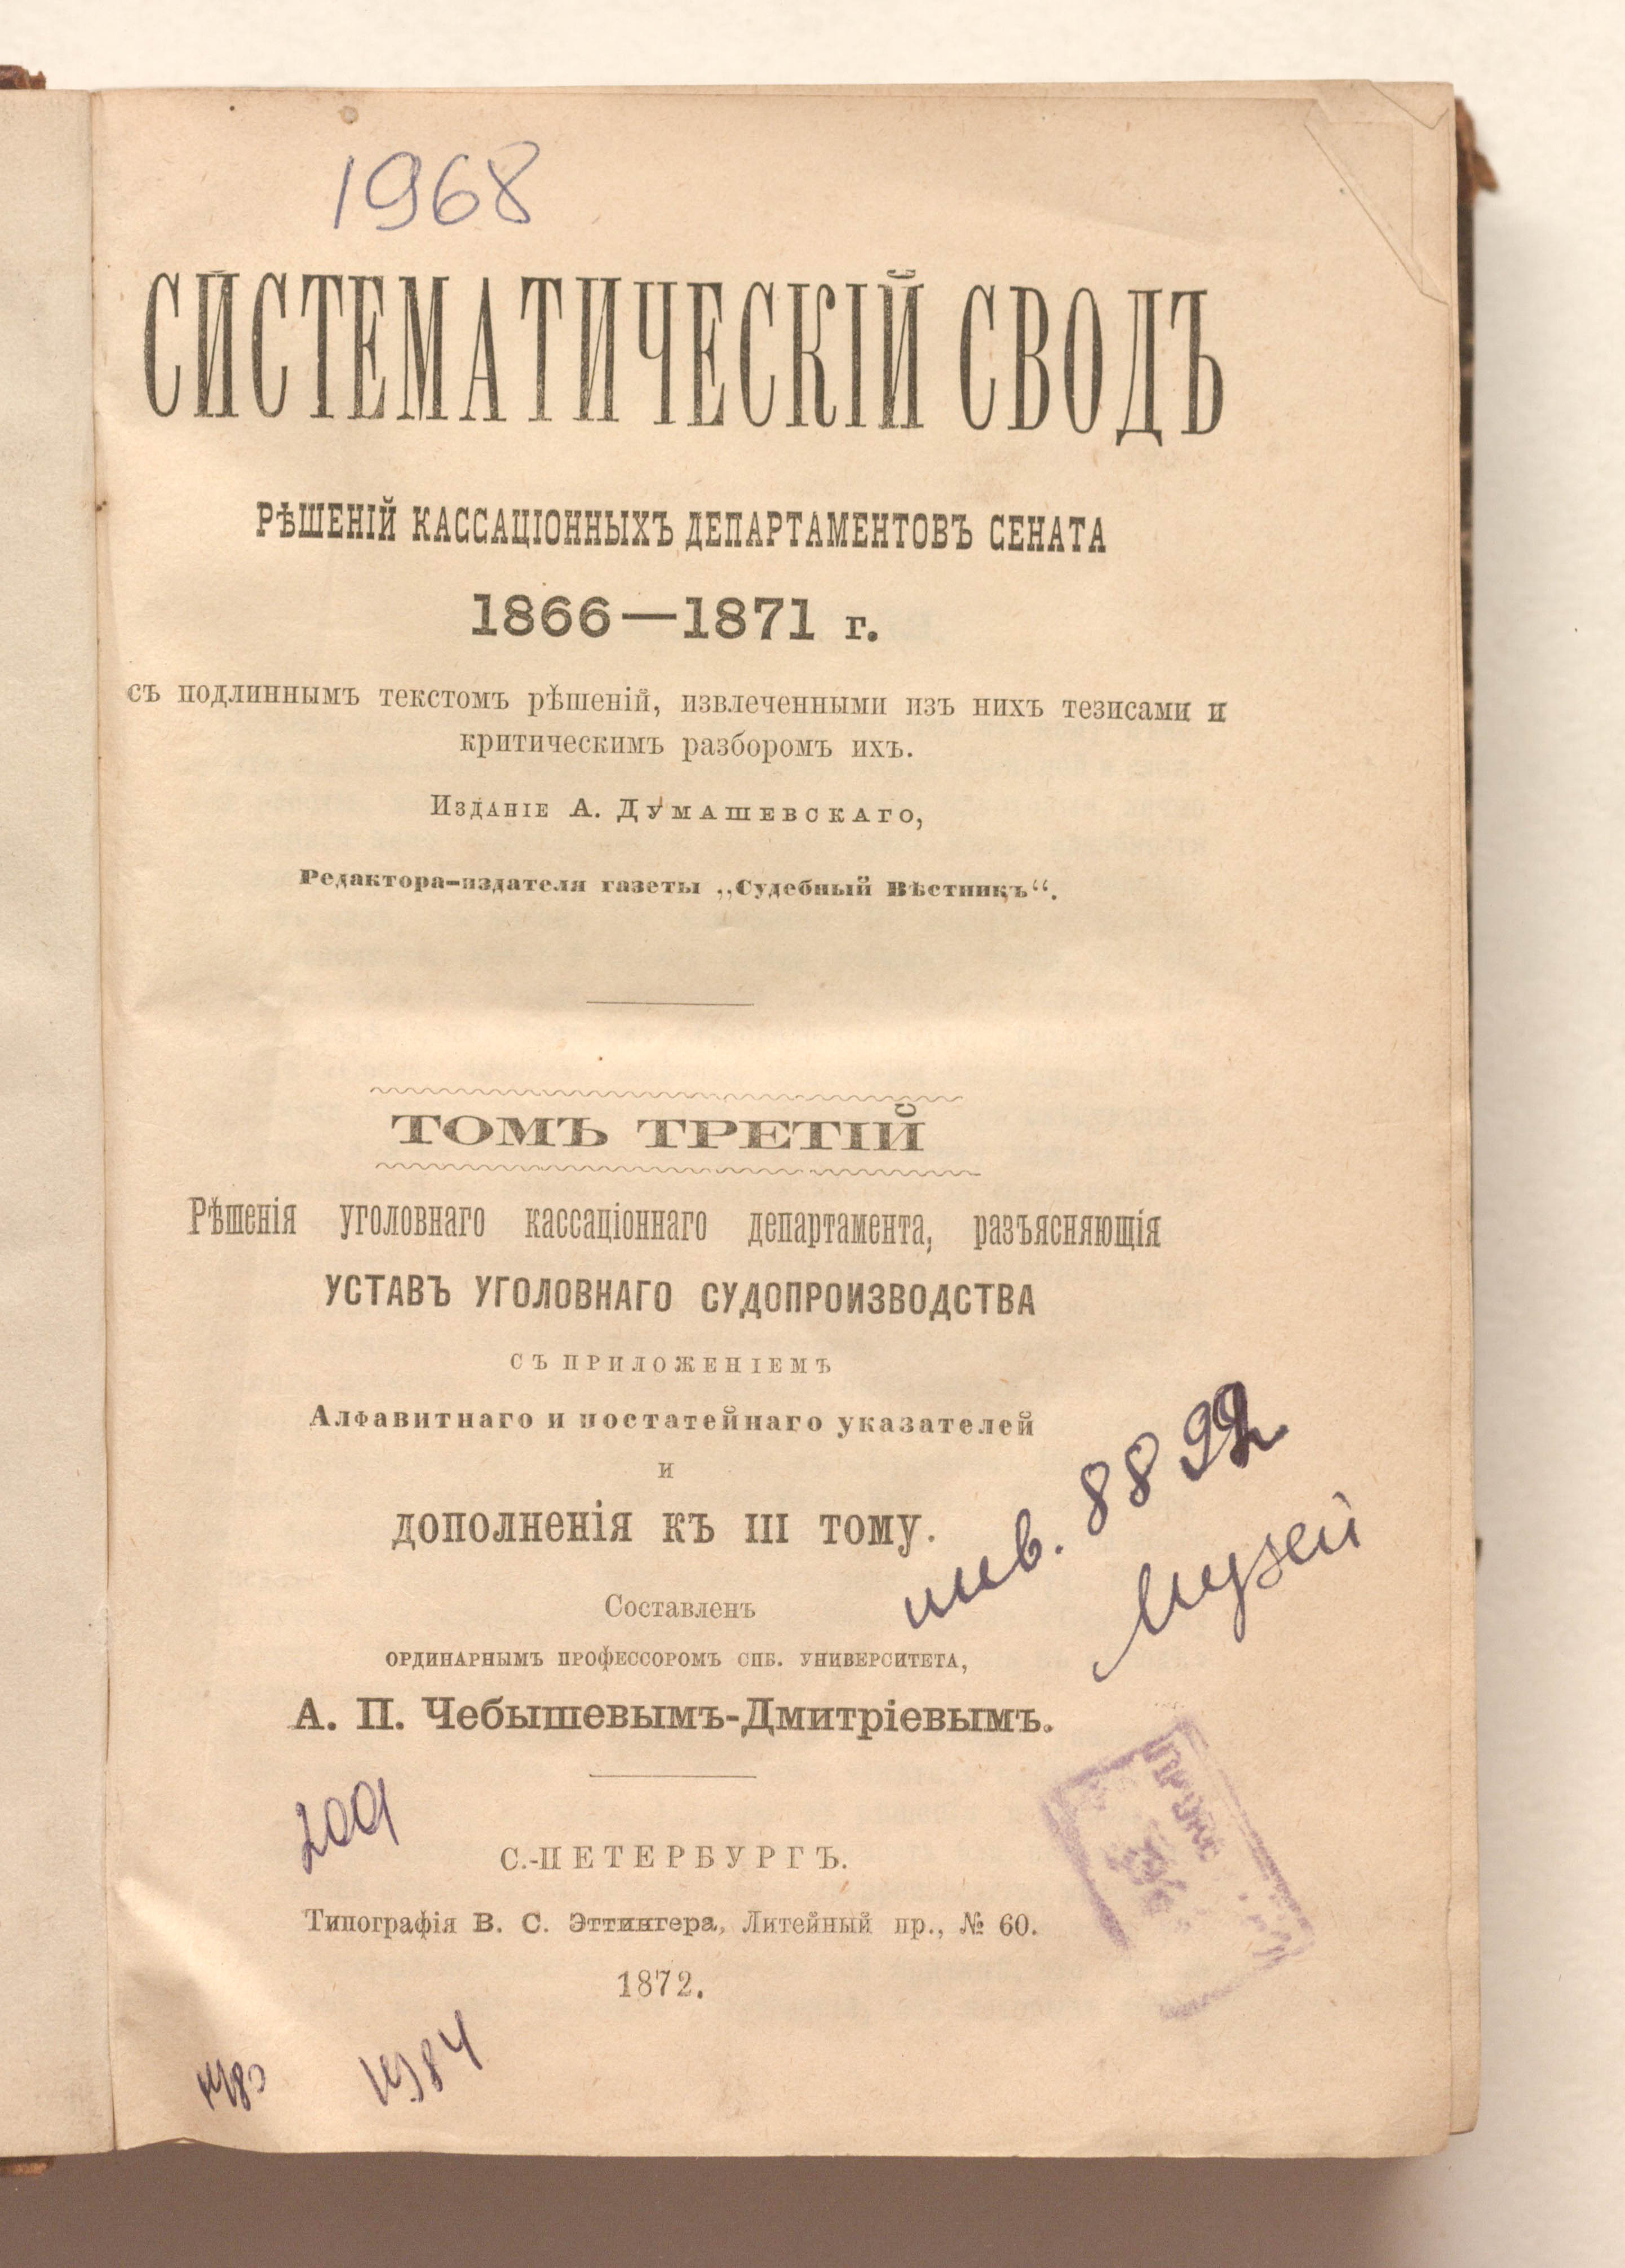 1968
СИСТЕМАТИЧЕСКІЙ СВОДЪ
РѢШЕНІЙ КАССАЦІОННЫХЪ ДЕПАРТАМЕНТОВЪ СЕНАТА
1866—1871 г.
съ подлиннымъ текстомъ рѣшеній, извлеченными изъ нихъ тезисами и
критическимъ разборомъ ихъ.
Изданіе А. Думашевскаго,
Редактора-издателя газеты „Судебный Вѣстникъ“.
ТОМЪ ТРЕТІЙ
Рѣшенія уголовнаго кассаціоннаго департамента, разъясняющія
УСТАВЪ УГОЛОВНАГО СУДОПРОИЗВОДСТВА
СЪ ПРИЛОЖЕНІЕМЪ
Алфавитнаго и постатейнаго указателей
и
дополненія къ III тому.
инв. 8892
Музей
Составленъ
ОРДИНАРНЫМЪ ПРОФЕССОРОМЪ СПБ. УНИВЕРСИТЕТА,
А. П. Чебышевымъ-Дмитріевымъ.
С.-ПЕТЕРБУРГЪ.
Типографія В. С. Эттингера, Литейный пр., № 60.
1872.
1984